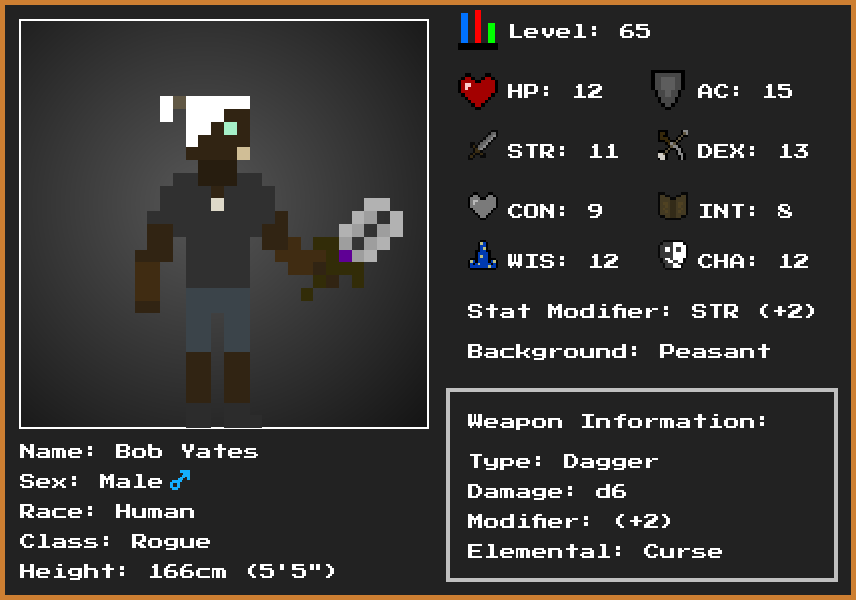 Level: 65
HP: 12 AC: 15
STR: 11 DEX: 13
CON: 9 INT: 8
WIS: 12 CHA: 12
Stat Modifier: STR (+2)
Background: Peasant
Weapon Information:
Type: Dagger
Damage: d6
Modifier: (+2)
Elemental: Curse
Name: Bob Yates
Sex: Male ♂
Race: Human
Class: Rogue
Height: 166cm (5'5")